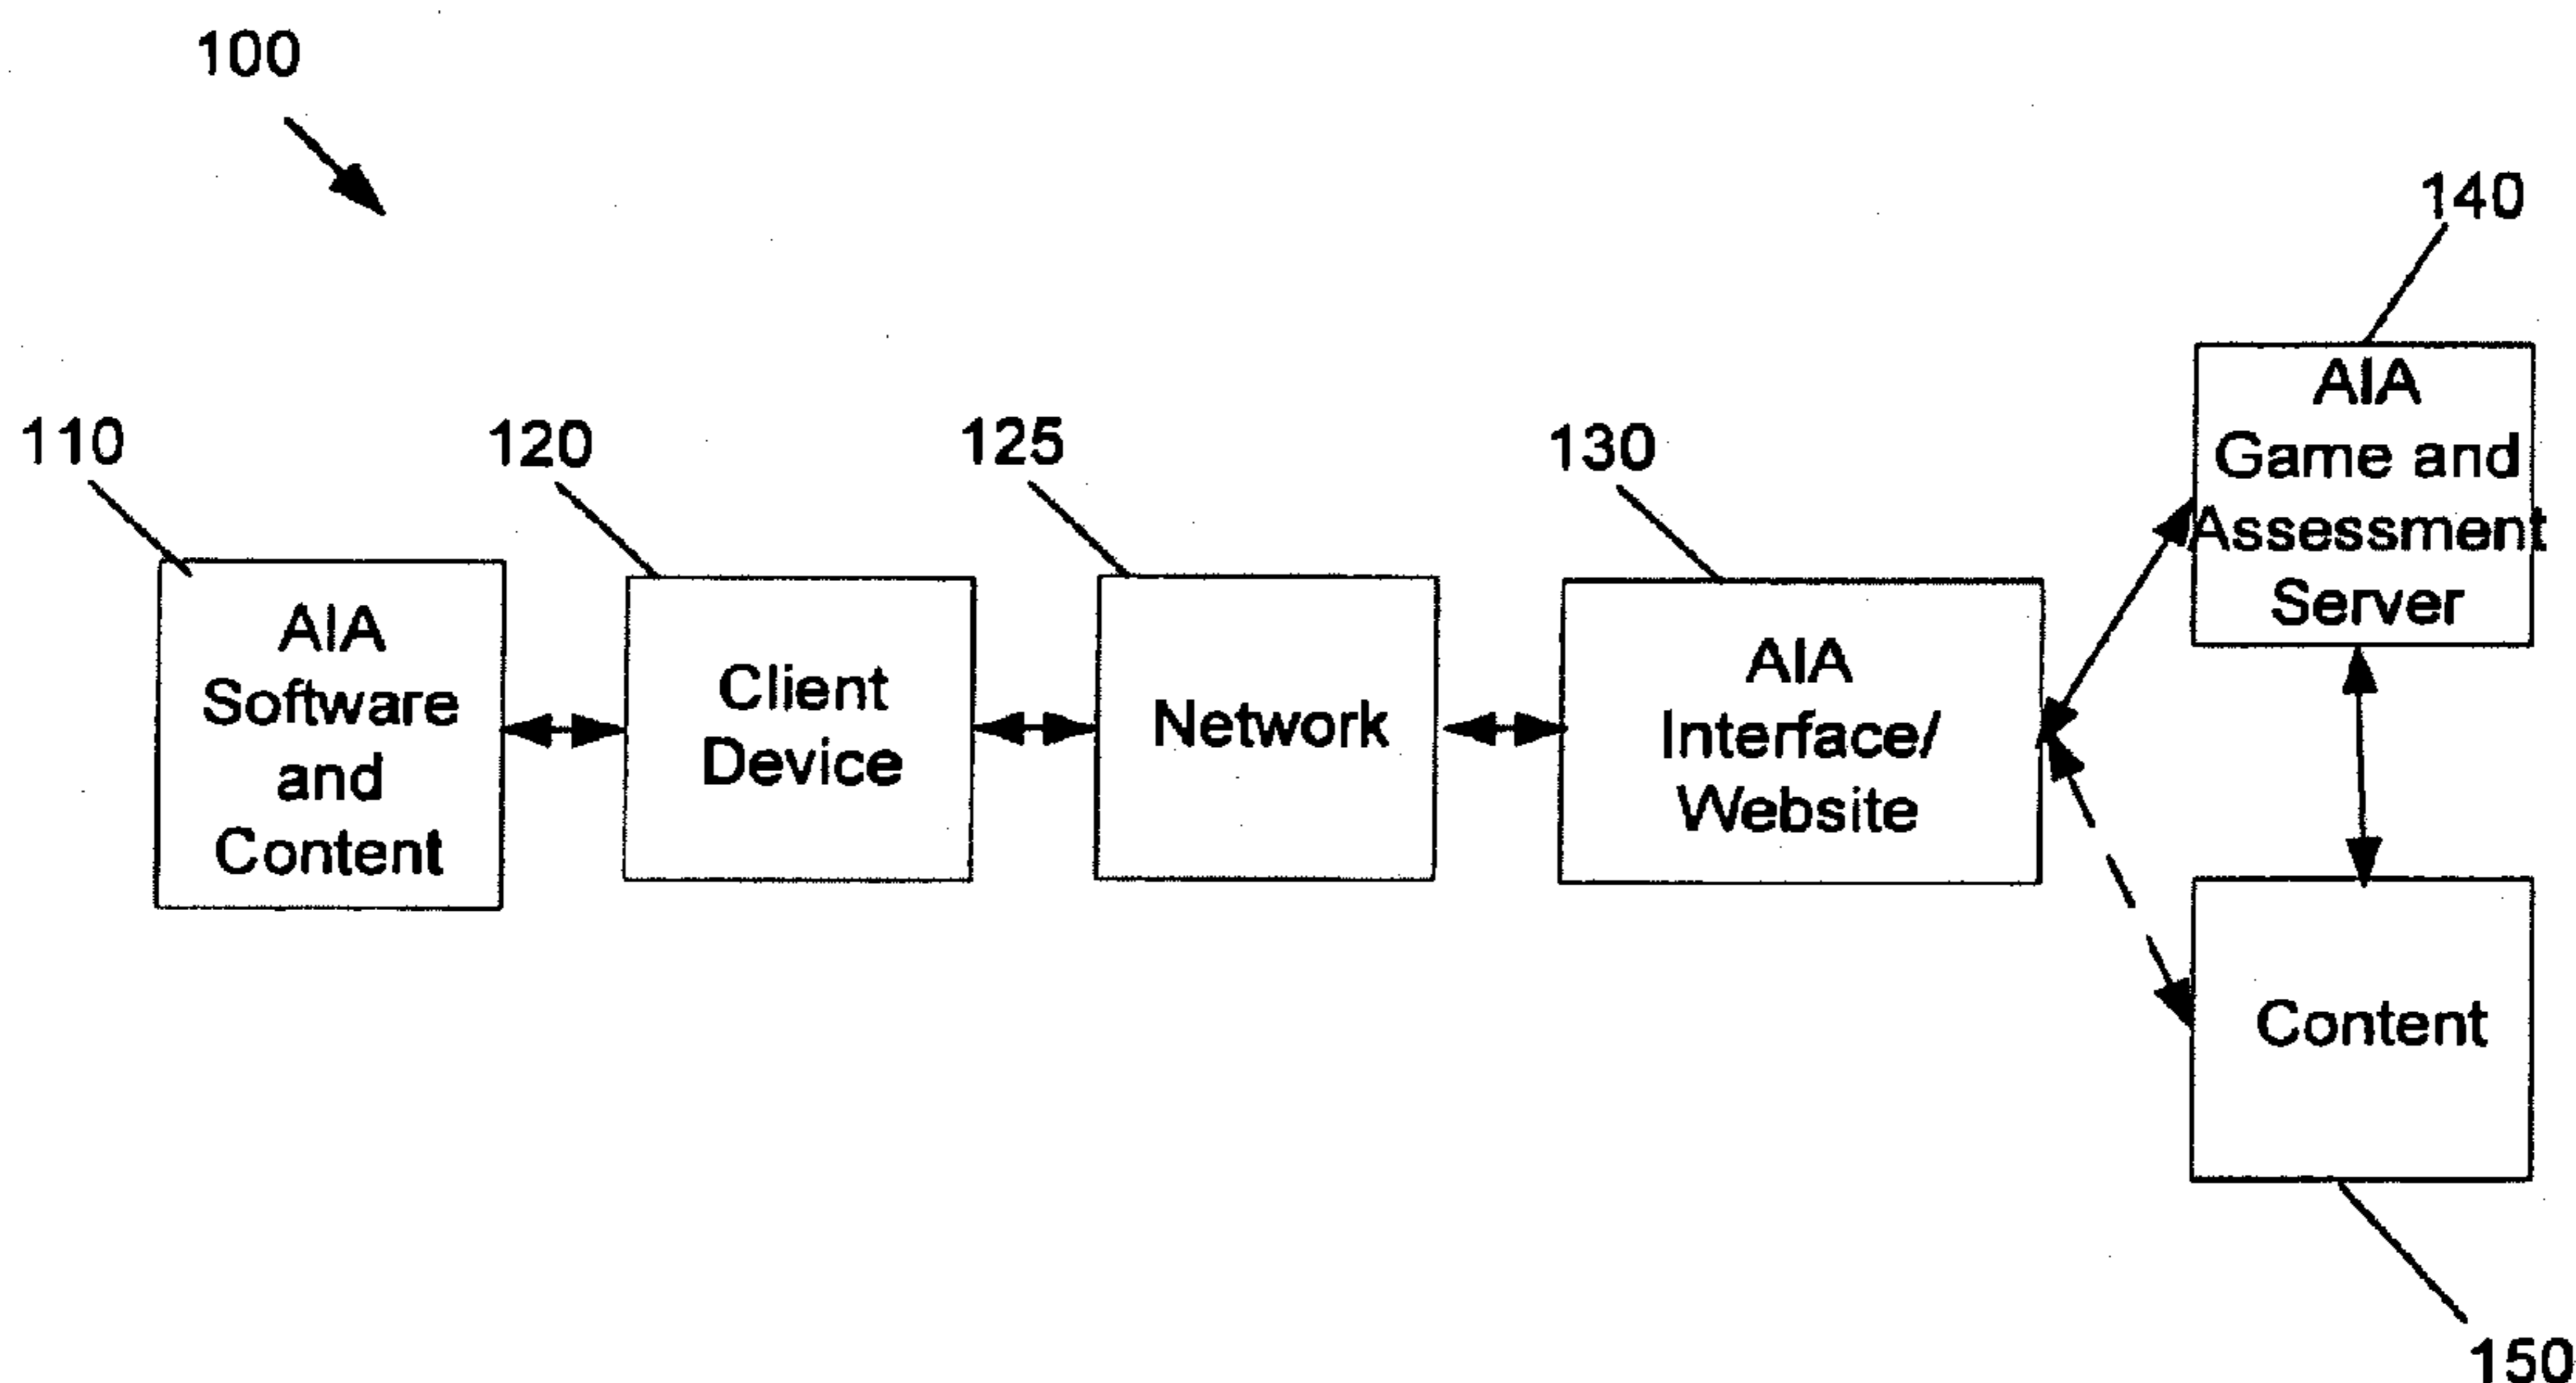 100
140
110
120
125
130
AIA
Game and
Assessment
Server
AIA
Software
and
Content
Client
Device
Network
AIA
Interface/
Website
Content
150